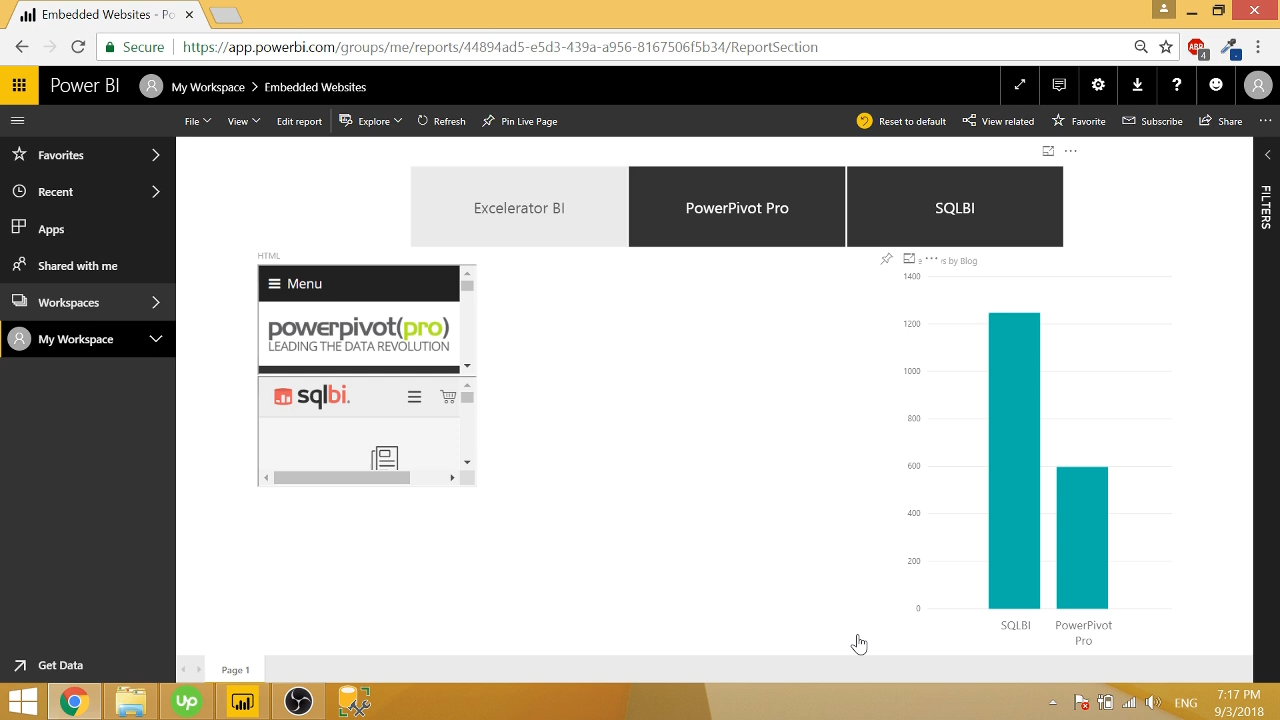 Embedded Websites - Po
Secure https://app.powerbi.com/groups/me/reports/44894ad5-e5d3-439a-a956-8167506f5b34/ReportSection
ABP 4
Power BI My Workspace > Embedded Websites
File View Edit report Explore Refresh Pin Live Page Reset to default View related Favorite Subscribe Share
Favorites
Recent
Apps
Shared with me
Workspaces
My Workspace
Get Data
Excelerator BI PowerPivot Pro SQLBI
FILTERS
HTML
Menu
powerpivot(pro)
LEADING THE DATA REVOLUTION
sqlbi.
by Blog
1400
1200
1000
800
600
400
200
0
SQLBI PowerPivot
Pro
Page 1
Up
ENG
7:17 PM
9/3/2018